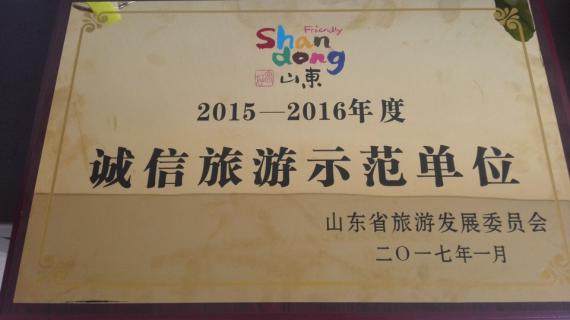 Friendly
Shan
dong
山東
2015—2016年度
诚信旅游示范单位
山东省旅游发展委员会
二〇一七年一月